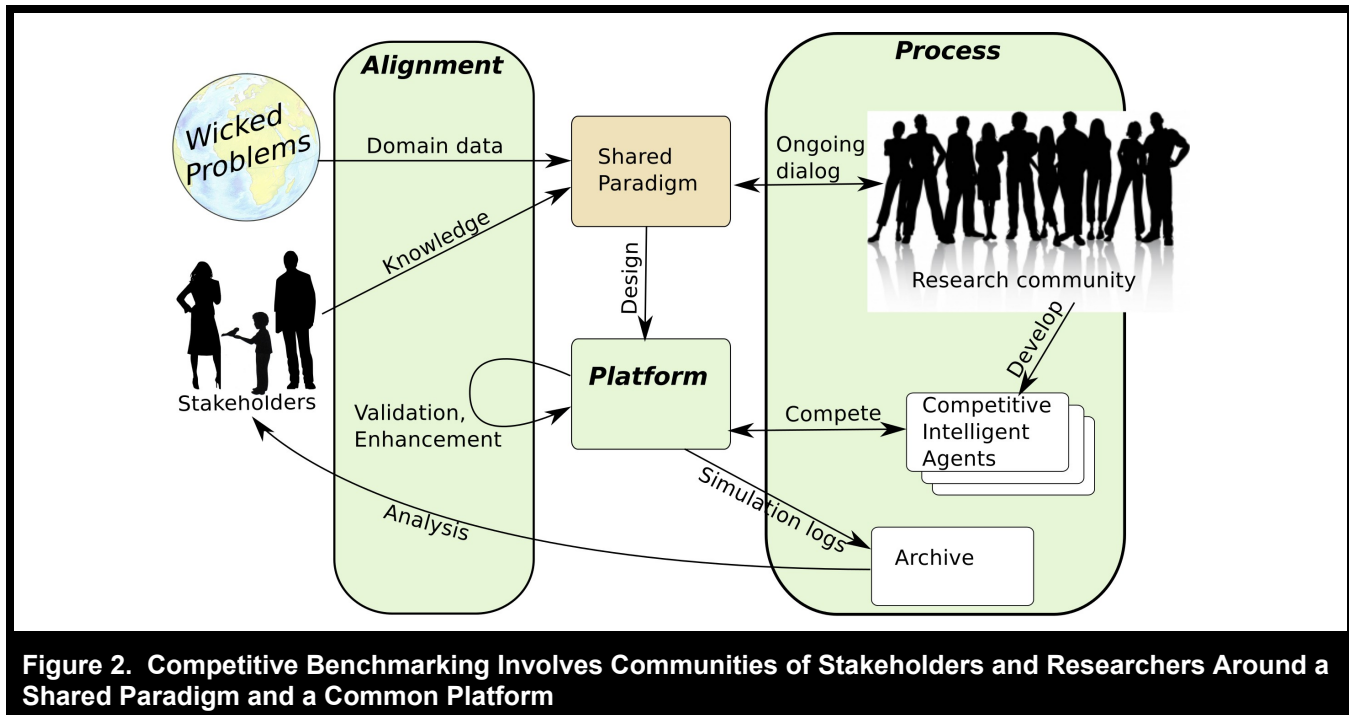 Alignment
Process
Wicked
Problems
Domain data
Shared
Paradigm
Ongoing
dialog
Knowledge
Design
Research community
Develop
Stakeholders
Platform
Validation,
Enhancement
Compete
Competitive
Intelligent
Agents
Simulation logs
Analysis
Archive
Figure 2.  Competitive Benchmarking Involves Communities of Stakeholders and Researchers Around a
Shared Paradigm and a Common Platform